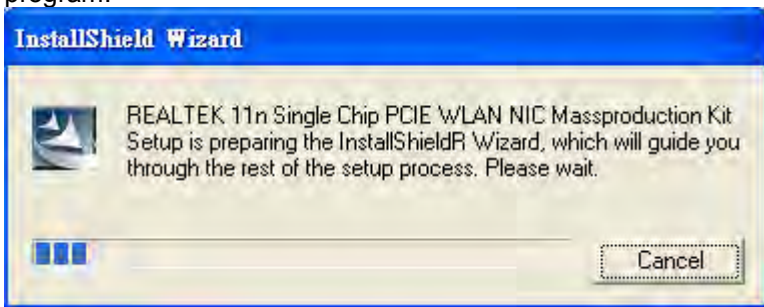 program.
InstallShield Wizard
REALTEK 11n Single Chip PCIE WLAN NIC Massproduction Kit
Setup is preparing the InstallShieldR Wizard, which will guide you
through the rest of the setup process. Please wait.
Cancel